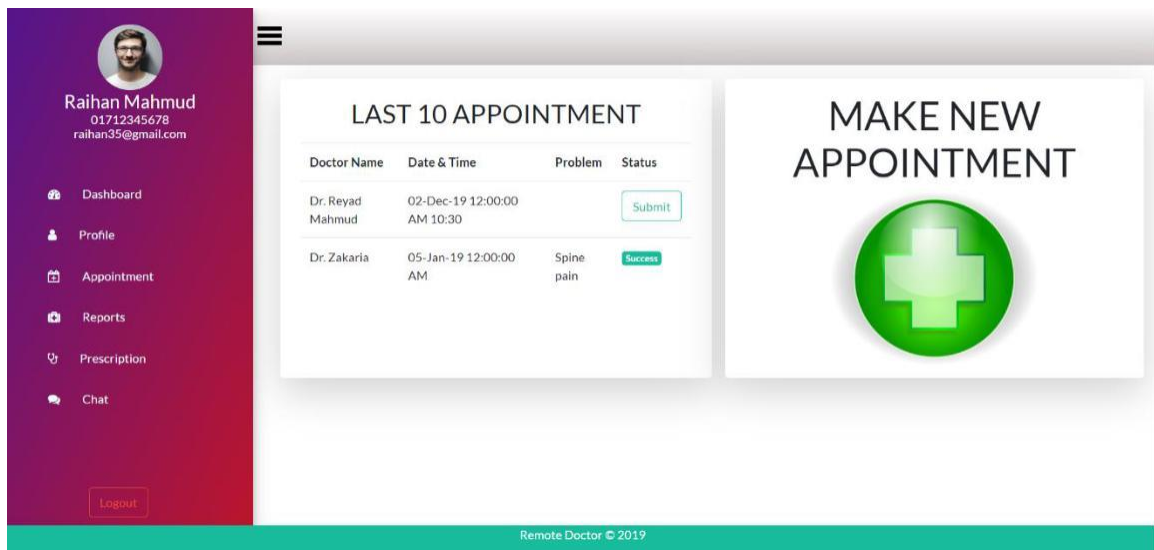 Raihan Mahmud
01712345678
raihan35@gmail.com
Dashboard
Profile
Appointment
Reports
Prescription
Chat
Logout
LAST 10 APPOINTMENT
Doctor Name Date & Time Problem Status
Dr. Reyad 02-Dec-19 12:00:00 Submit
Mahmud AM 10:30
Dr. Zakaria 05-Jan-19 12:00:00 Spine Success
AM pain
MAKE NEW
APPOINTMENT
Remote Doctor © 2019